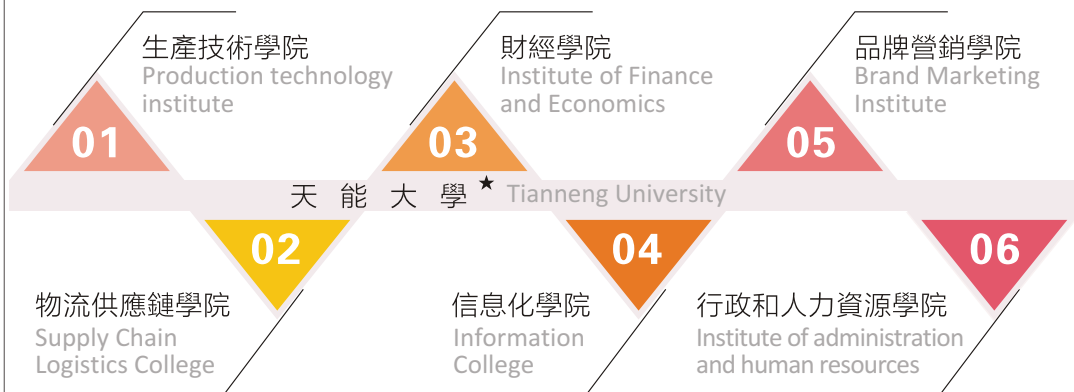 生產技術學院
Production technology
institute
01
財經學院
Institute of Finance
and Economics
03
品牌營銷學院
Brand Marketing
Institute
05
天能大學★ Tianneng University
02
物流供應鏈學院
Supply Chain
Logistics College
04
信息化學院
Information
College
06
行政和人力資源學院
Institute of administration
and human resources